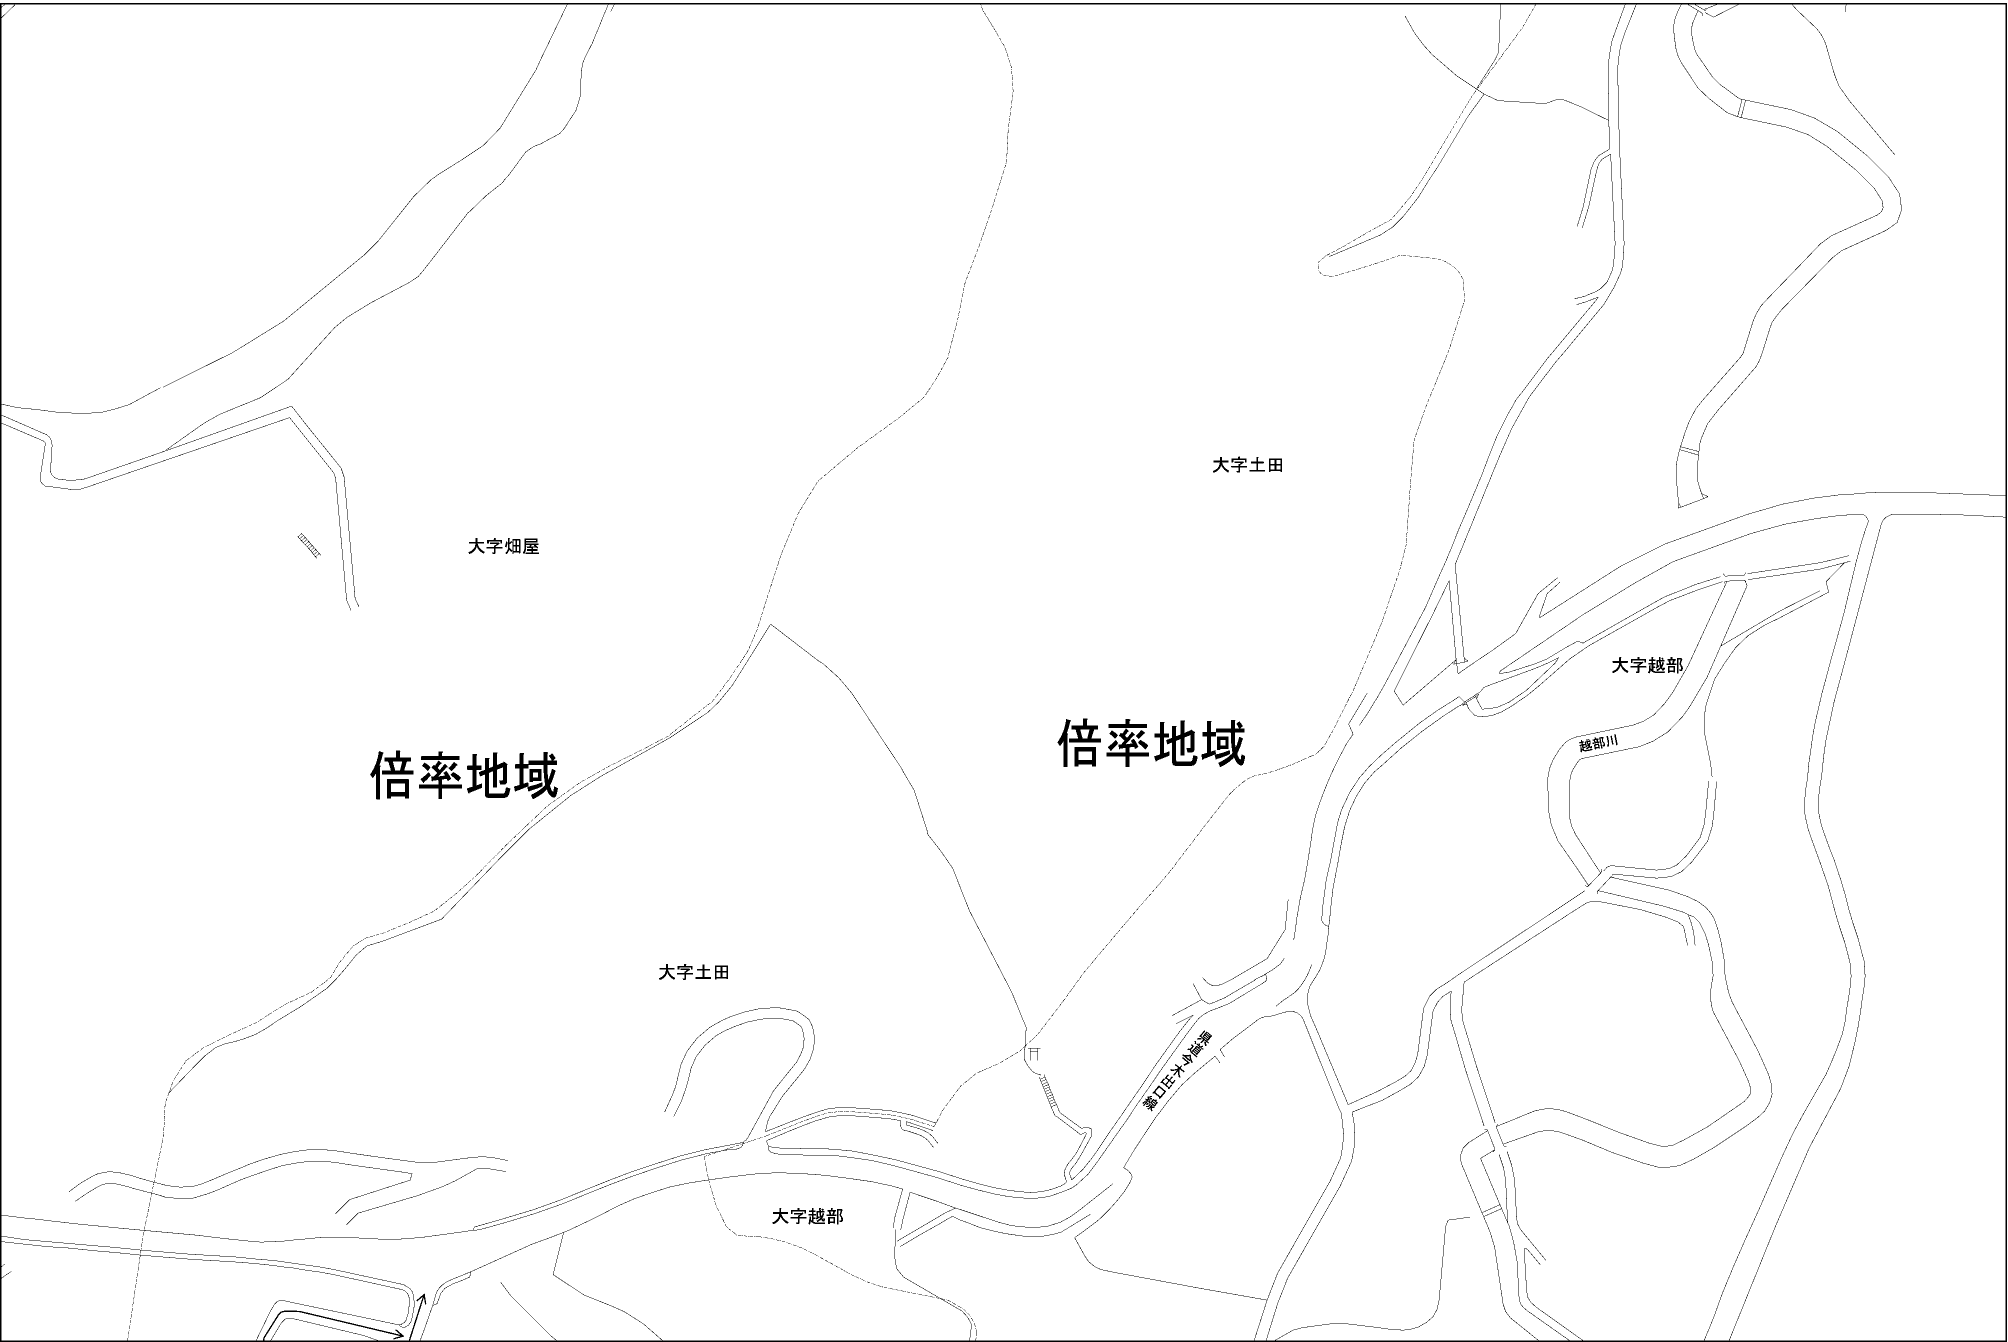 大字土田
大字畑屋
大字越部
越部川
倍率地域
倍率地域
大字土田
県道今木出口線
大字越部